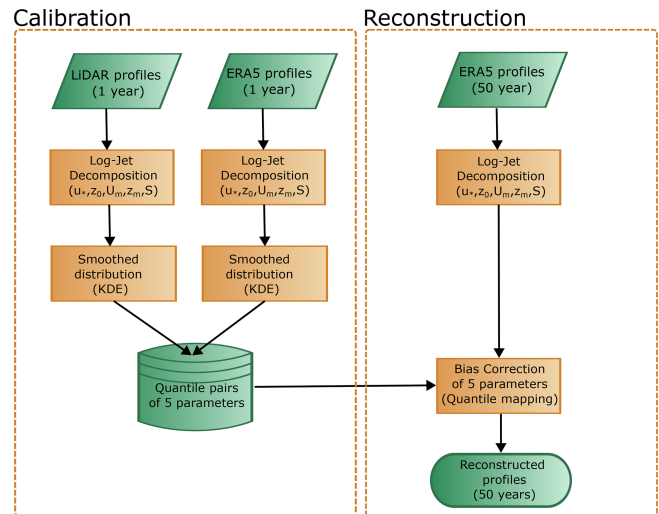 Calibration
Reconstruction
LiDAR profiles
(1 year)
ERA5 profiles
(1 year)
ERA5 profiles
(50 year)
Log-Jet
Decomposition
(u*,z₀,Uₘ,zₘ,S)
Log-Jet
Decomposition
(u*,z₀,Uₘ,zₘ,S)
Log-Jet
Decomposition
(u*,z₀,Uₘ,zₘ,S)
Smoothed
distribution
(KDE)
Smoothed
distribution
(KDE)
Quantile pairs
of 5 parameters
Bias Correction
of 5 parameters
(Quantile mapping)
Reconstructed
profiles
(50 years)